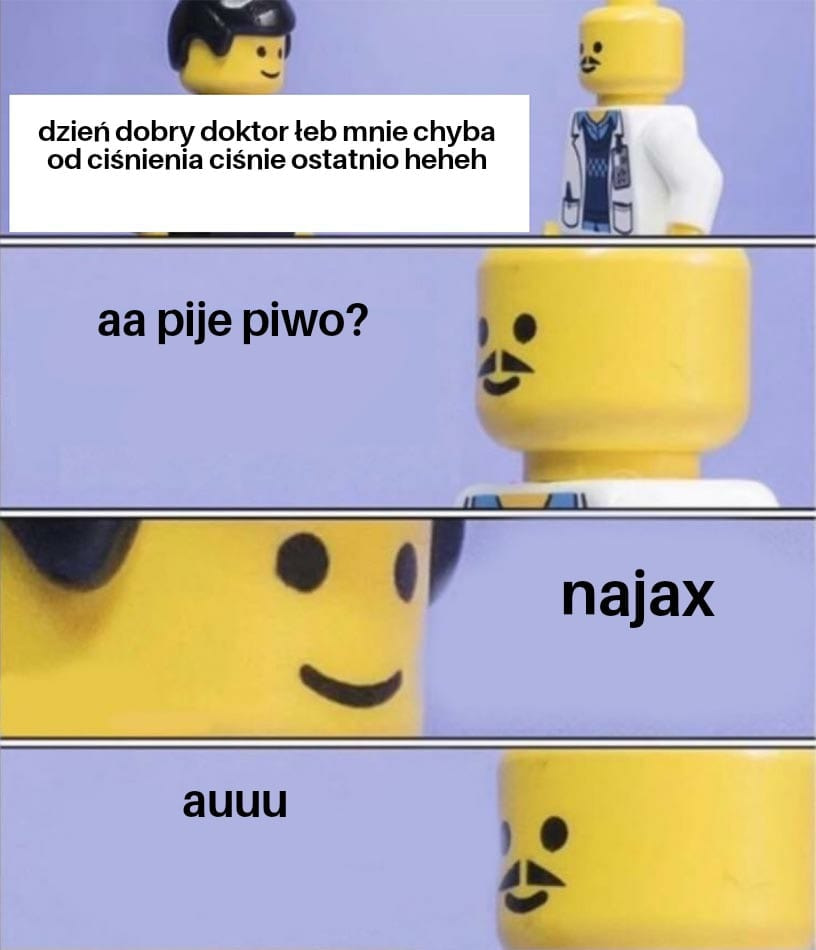 dzień dobry doktor łeb mnie chyba
od ciśnienia ciśnie ostatnio heheh
aa pije piwo?
najax
auuu